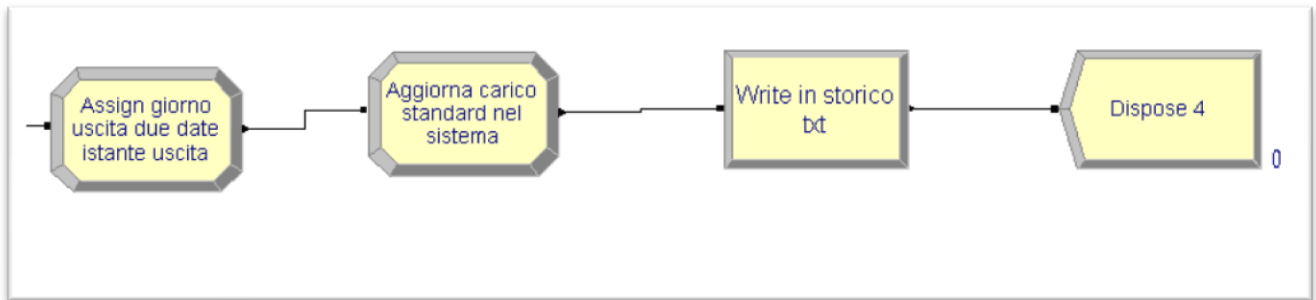 Assign giorno
uscita due date
istante uscita
Aggiorna carico
standard nel
sistema
Write in storico
txt
Dispose 4
0